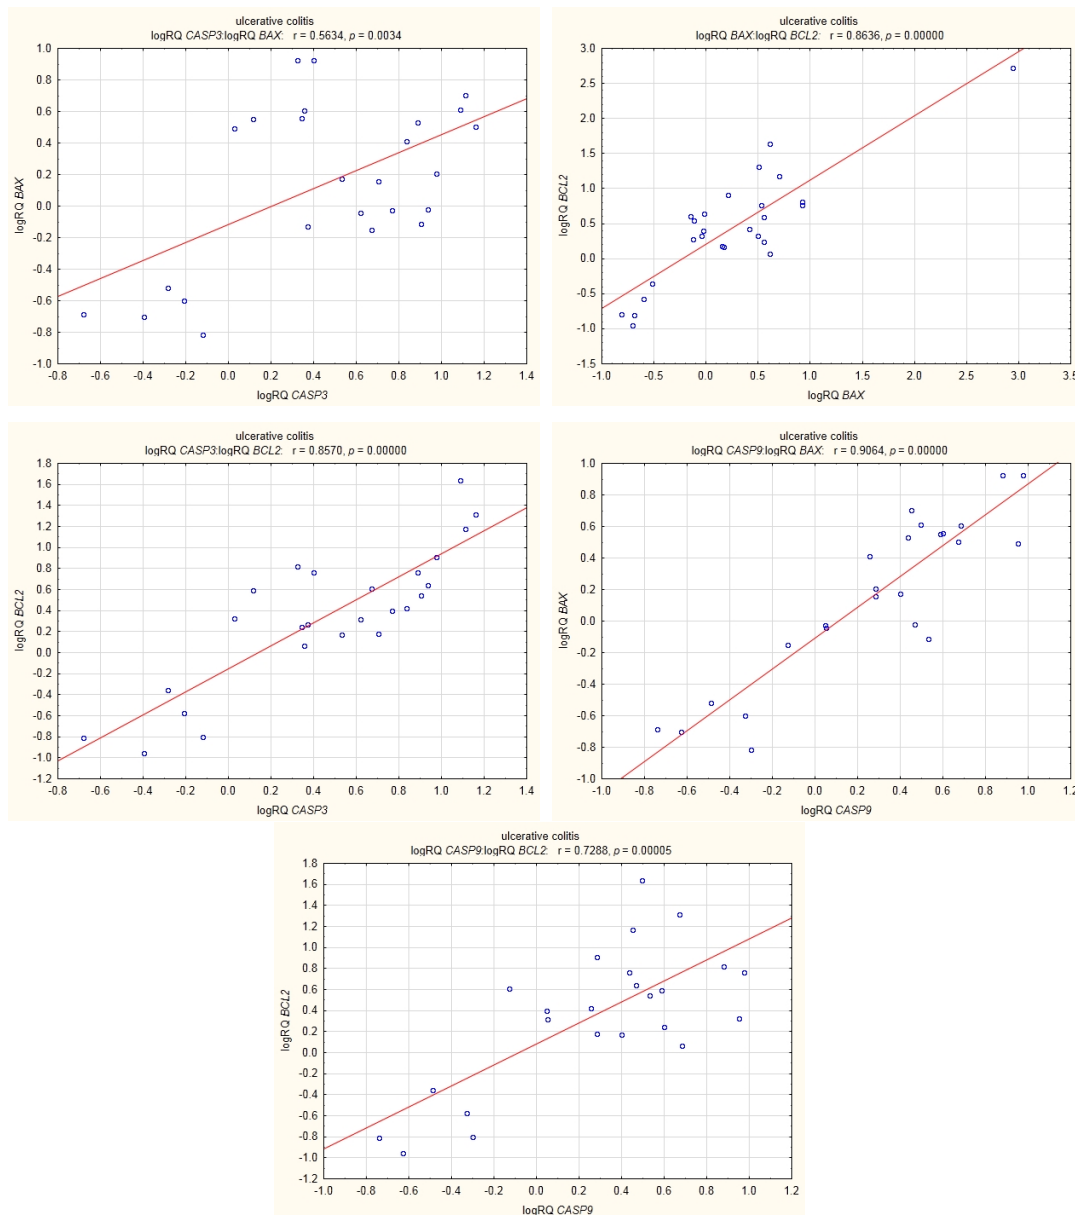 ulcerative colitis
logRQ CASP3:logRQ BAX: r = 0.5634, p = 0.0034
1.0
0.8
0.6
0.4
0.2
0.0
-0.2
-0.4
-0.6
-0.8
-1.0
logRQ BAX
-0.8 -0.6 -0.4 -0.2 0.0 0.2 0.4 0.6 0.8 1.0 1.2 1.4
logRQ CASP3
ulcerative colitis
logRQ BAX:logRQ BCL2: r = 0.8636, p = 0.00000
3.0
2.5
2.0
1.5
1.0
0.5
0.0
-0.5
-1.0
-1.5
logRQ BCL2
-1.0 -0.5 0.0 0.5 1.0 1.5 2.0 2.5 3.0 3.5
logRQ BAX
ulcerative colitis
logRQ CASP3:logRQ BCL2: r = 0.8570, p = 0.00000
1.8
1.6
1.4
1.2
1.0
0.8
0.6
0.4
0.2
0.0
-0.2
-0.4
-0.6
-0.8
-1.0
-1.2
logRQ BCL2
-0.8 -0.6 -0.4 -0.2 0.0 0.2 0.4 0.6 0.8 1.0 1.2 1.4
logRQ CASP3
ulcerative colitis
logRQ CASP9:logRQ BAX: r = 0.9064, p = 0.00000
1.0
0.8
0.6
0.4
0.2
0.0
-0.2
-0.4
-0.6
-0.8
-1.0
logRQ BAX
-1.0 -0.8 -0.6 -0.4 -0.2 0.0 0.2 0.4 0.6 0.8 1.0 1.2
logRQ CASP9
ulcerative colitis
logRQ CASP9:logRQ BCL2: r = 0.7288, p = 0.00005
1.8
1.6
1.4
1.2
1.0
0.8
0.6
0.4
0.2
0.0
-0.2
-0.4
-0.6
-0.8
-1.0
-1.2
logRQ BCL2
-1.0 -0.8 -0.6 -0.4 -0.2 0.0 0.2 0.4 0.6 0.8 1.0 1.2
logRQ CASP9